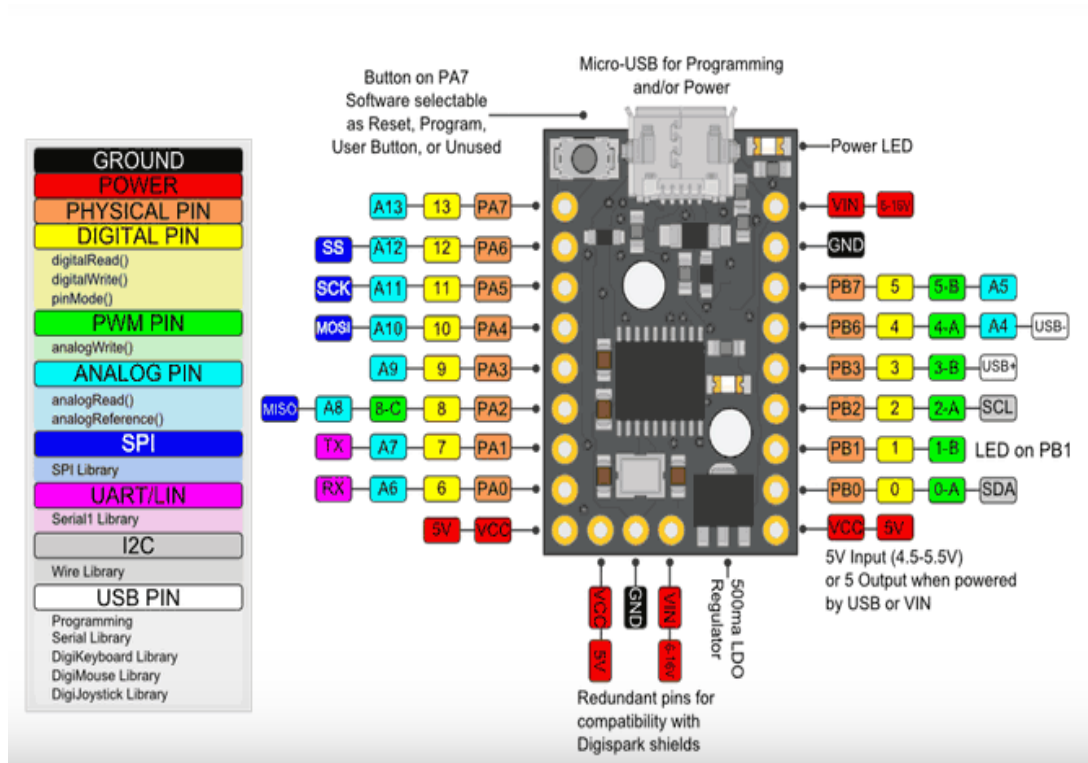 Button on PA7
Software selectable
as Reset, Program,
User Button, or Unused
Micro-USB for Programming
and/or Power
Power LED
GROUND
POWER
PHYSICAL PIN
DIGITAL PIN
digitalRead()
digitalWrite()
pinMode()
PWM PIN
analogWrite()
ANALOG PIN
analogRead()
analogReference()
SPI
SPI Library
UART/LIN
Serial1 Library
I2C
Wire Library
USB PIN
Programming
Serial Library
DigiKeyboard Library
DigiMouse Library
DigiJoystick Library
A13 13 PA7
SS A12 12 PA6
SCK A11 11 PA5
MOSI A10 10 PA4
A9 9 PA3
MISO A8 8-C 8 PA2
TX A7 7 PA1
RX A6 6 PA0
5V VCC
VIN 6-16V
GND
PB7 5 5-B A5
PB6 4 4-A A4 USB-
PB3 3 3-B USB+
PB2 2 2-A SCL
PB1 1 1-B LED on PB1
PB0 0 0-A SDA
VCC 5V
5V Input (4.5-5.5V)
or 5 Output when powered
by USB or VIN
VCC 5V
GND
VIN 6-16V
500ma LDO
Regulator
Redundant pins for
compatibility with
Digispark shields